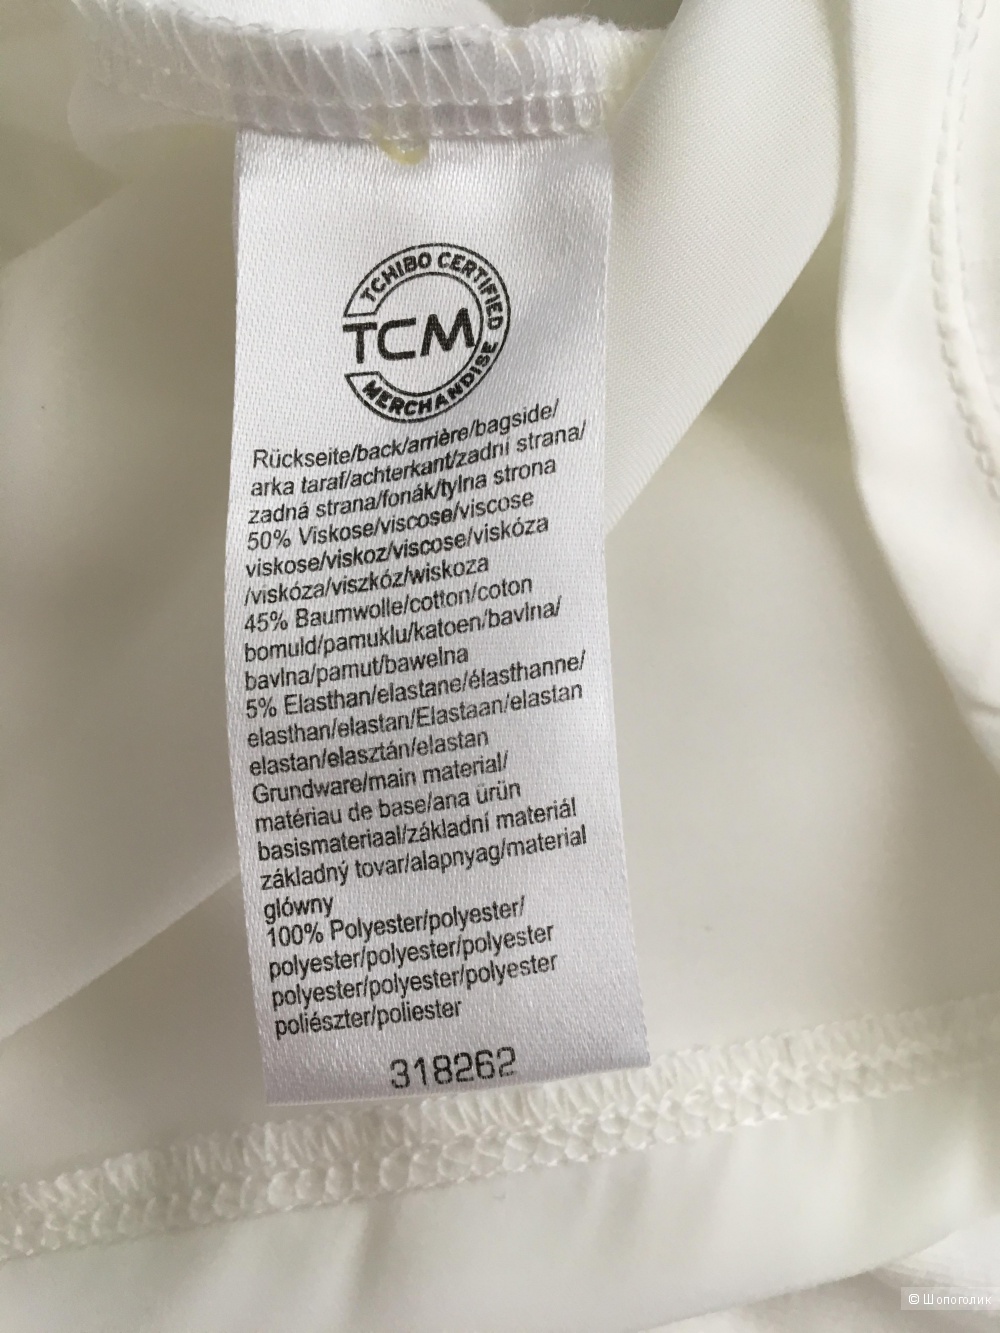 TCHIBO CERTIFIED
TCM
MERCHANDISE
Rückseite/back/arrière/bagside/
arka taraf/achterkant/zadní strana/
zadná strana/fonák/tylna strona
50% Viskose/viscose/viscose
viskose/viskoz/viscose/viskóza
/viskóza/viszkóz/wiskoza
45% Baumwolle/cotton/coton
bomuld/pamuklu/katoen/bavlna/
bavlna/pamut/bawelna
5% Elasthan/elastane/élasthanne/
elasthan/elastan/Elastaan/elastan
elastan/elasztán/elastan
Grundware/main material/
matériau de base/ana ürün
basismateriaal/základní materiál
základný tovar/alapnyag/material
glówny
100% Polyester/polyester/
polyester/polyester/polyester
polyester/polyester/polyester
poliészter/poliester
318262
© Шопоголик